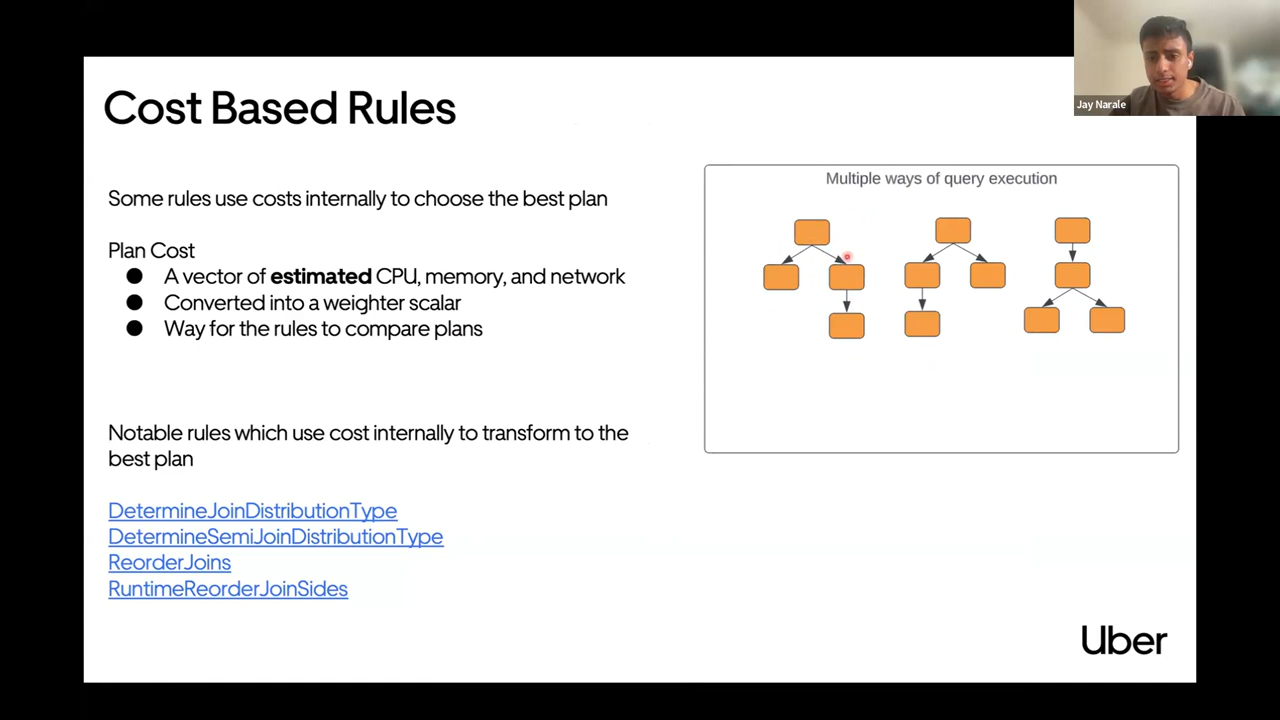 Cost Based Rules
Jay Narale
Some rules use costs internally to choose the best plan
Plan Cost
● A vector of estimated CPU, memory, and network
● Converted into a weighter scalar
● Way for the rules to compare plans
Multiple ways of query execution
Notable rules which use cost internally to transform to the
best plan
DetermineJoinDistributionType
DetermineSemiJoinDistributionType
ReorderJoins
RuntimeReorderJoinSides
Uber